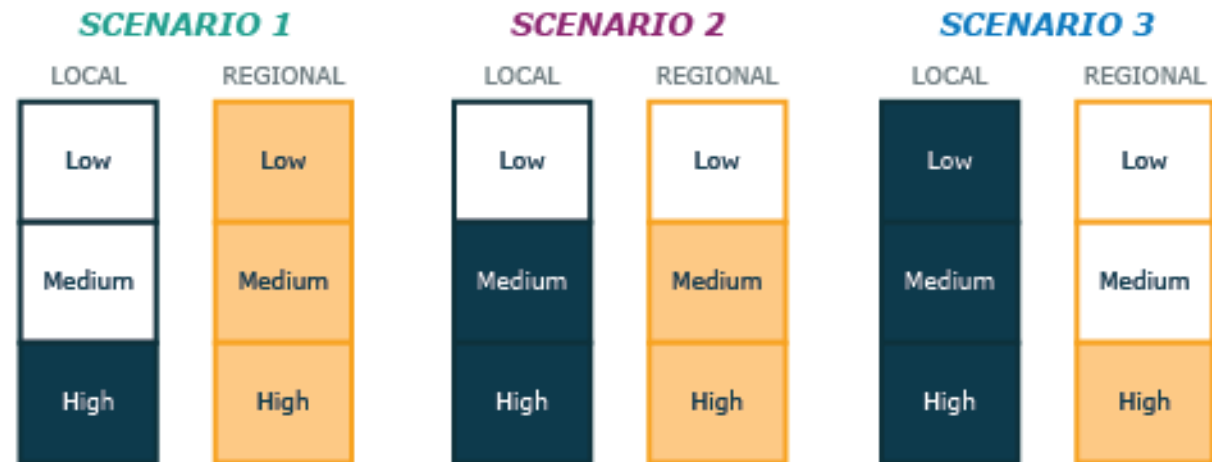 SCENARIO 1 SCENARIO 2 SCENARIO 3
LOCAL REGIONAL LOCAL REGIONAL LOCAL REGIONAL
Low Low Low Low Low Low
Medium Medium Medium Medium Medium Medium
High High High High High High